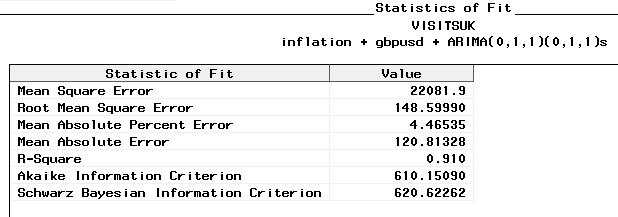 Statistics of Fit
VISITSUK
inflation + gbpusd + ARIMA(0,1,1)(0,1,1)s
Statistic of Fit Value
Mean Square Error 22081.9
Root Mean Square Error 148.59990
Mean Absolute Percent Error 4.46535
Mean Absolute Error 120.81328
R-Square 0.910
Akaike Information Criterion 610.15090
Schwarz Bayesian Information Criterion 620.62262